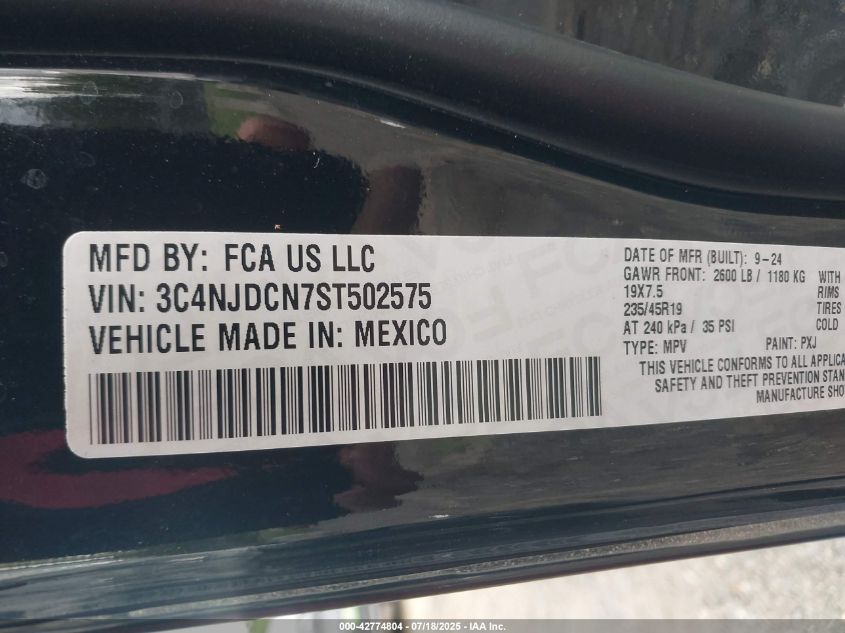 MFD BY: FCA US LLC
VIN: 3C4NJDCN7ST502575
VEHICLE MADE IN: MEXICO
DATE OF MFR (BUILT): 9-24
GAWR FRONT: 2600 LB / 1180 KG WITH
19X7.5 RIMS
235/45R19 TIRES
AT 240 kPa / 35 PSI COLD
TYPE: MPV PAINT: PXJ
THIS VEHICLE CONFORMS TO ALL APPLICA
SAFETY AND THEFT PREVENTION STAN
MANUFACTURE SHO
000-42774804 - 07/18/2025 - IAA Inc.